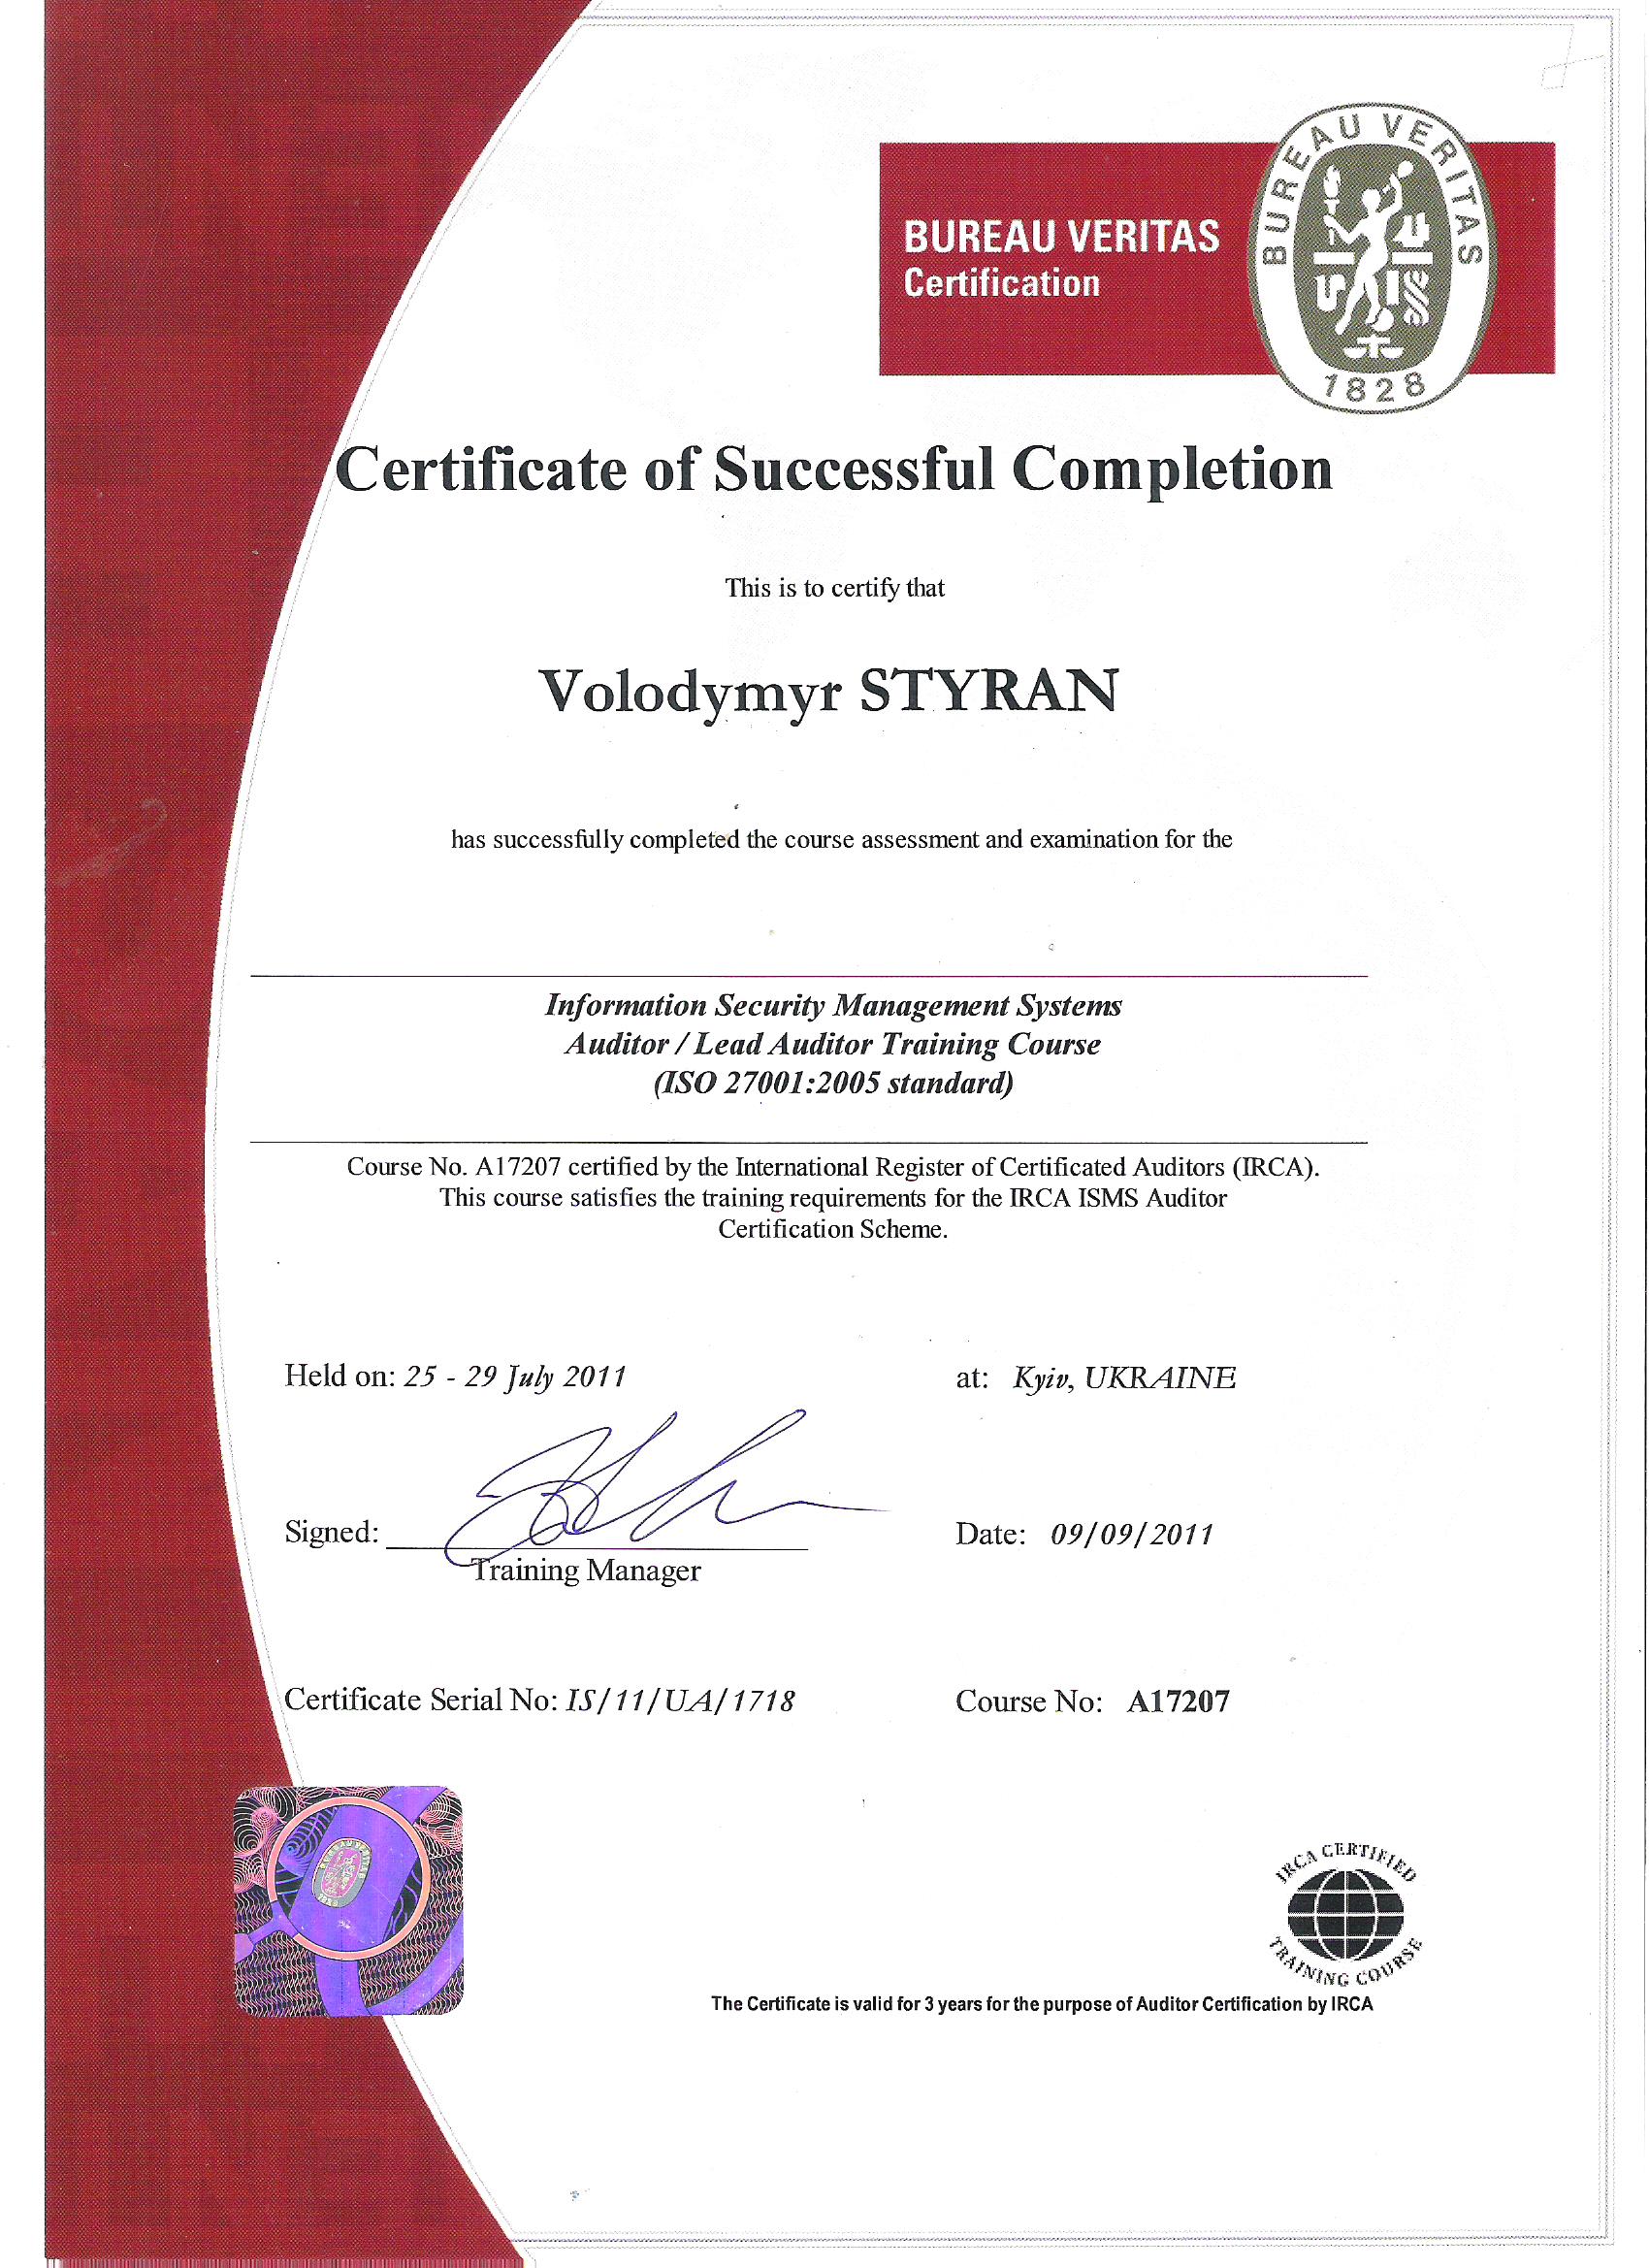 BUREAU VERITAS
Certification
BUREAU VERITAS
1828
Certificate of Successful Completion
This is to certify that
Volodymyr STYRAN
has successfully completed the course assessment and examination for the
Information Security Management Systems
Auditor / Lead Auditor Training Course
(ISO 27001:2005 standard)
Course No. A17207 certified by the International Register of Certificated Auditors (IRCA).
This course satisfies the training requirements for the IRCA ISMS Auditor
Certification Scheme.
Held on: 25 - 29 July 2011 at: Kyiv, UKRAINE
Signed: Date: 09/09/2011
Training Manager
Certificate Serial No: IS/11/UA/1718 Course No: A17207
IRCA CERTIFIED
TRAINING COURSE
The Certificate is valid for 3 years for the purpose of Auditor Certification by IRCA